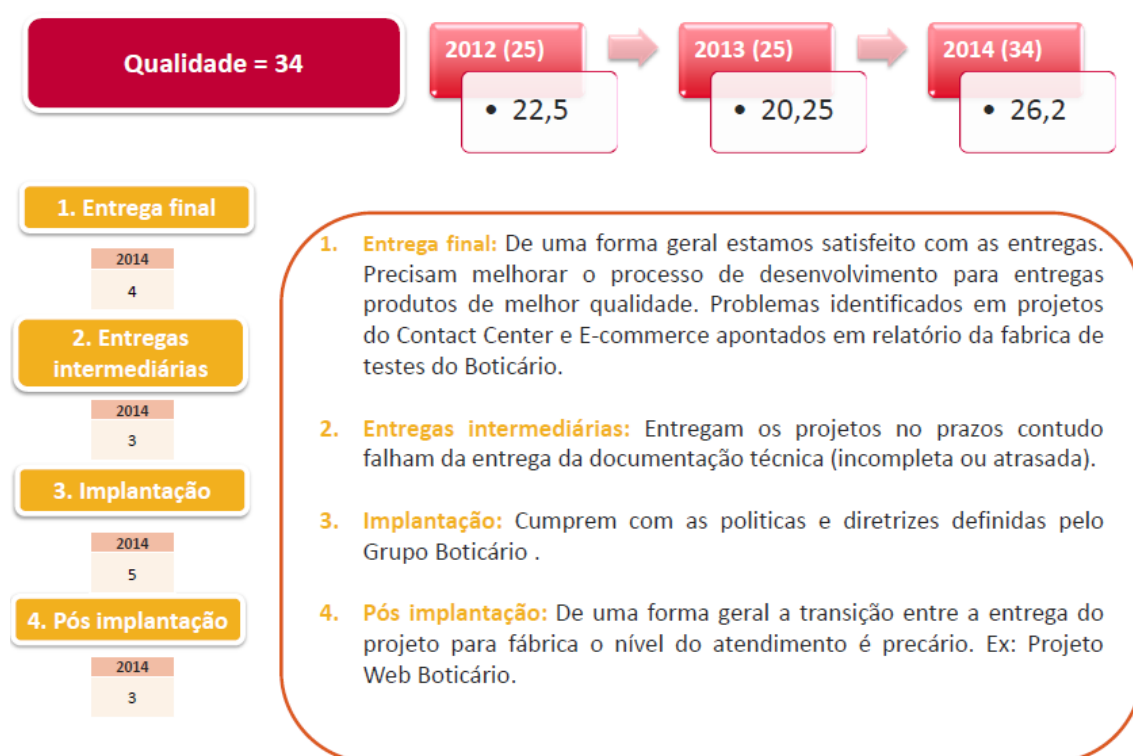 Qualidade = 34
2012 (25)
• 22,5
2013 (25)
• 20,25
2014 (34)
• 26,2
1. Entrega final
2014
4
2. Entregas
intermediárias
2014
3
3. Implantação
2014
5
4. Pós implantação
2014
3
1. Entrega final: De uma forma geral estamos satisfeito com as entregas.
Precisam melhorar o processo de desenvolvimento para entregas
produtos de melhor qualidade. Problemas identificados em projetos
do Contact Center e E-commerce apontados em relatório da fabrica de
testes do Boticário.
2. Entregas intermediárias: Entregam os projetos no prazos contudo
falham da entrega da documentação técnica (incompleta ou atrasada).
3. Implantação: Cumprem com as politicas e diretrizes definidas pelo
Grupo Boticário .
4. Pós implantação: De uma forma geral a transição entre a entrega do
projeto para fábrica o nível do atendimento é precário. Ex: Projeto
Web Boticário.